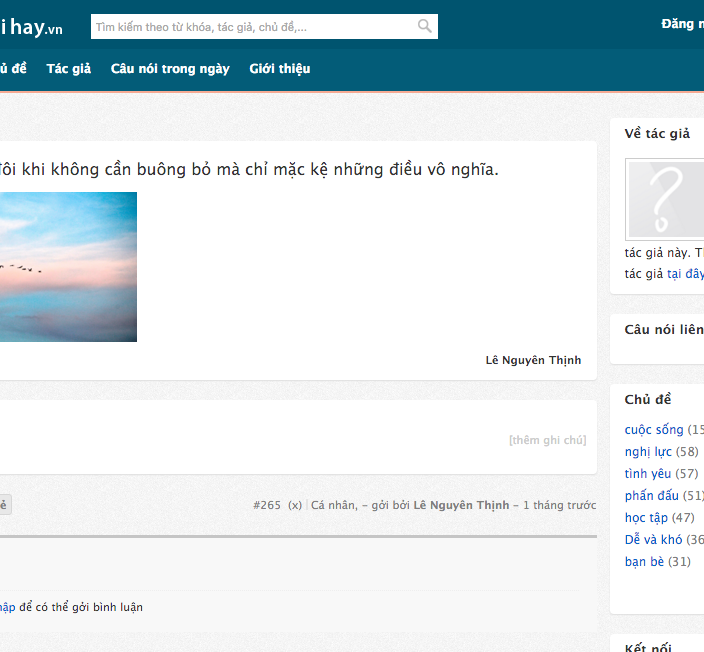 i hay.vn
Tìm kiếm theo từ khóa, tác giả, chủ đề,...
Đăng n
ủ đề Tác giả Câu nói trong ngày Giới thiệu
đôi khi không cần buông bỏ mà chỉ mặc kệ những điều vô nghĩa.
Lê Nguyên Thịnh
[thêm ghi chú]
ẻ
#265 (x) | Cá nhân, – gởi bởi Lê Nguyên Thịnh – 1 tháng trước
hập để có thể gởi bình luận
Về tác giả
tác giả này. T
tác giả tại đây
Câu nói liên
Chủ đề
cuộc sống (15
nghị lực (58)
tình yêu (57)
phấn đấu (51)
học tập (47)
Dễ và khó (36
bạn bè (31)
Kết nối